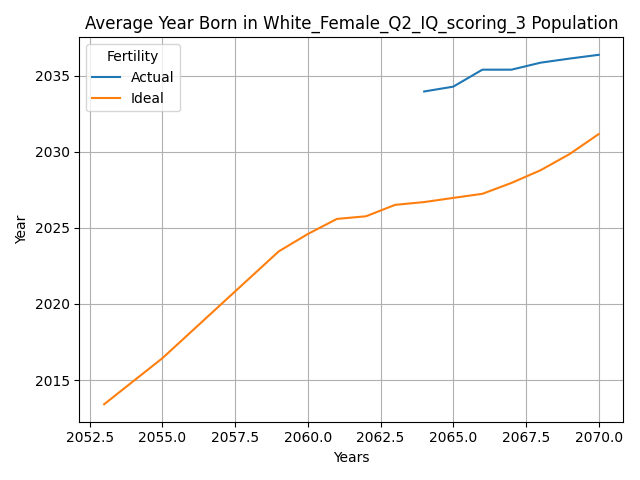 Average Year Born in White_Female_Q2_IQ_scoring_3 Population
Fertility
Actual
Ideal
2035
2030
2025
2020
2015
Year
2052.5 2055.0 2057.5 2060.0 2062.5 2065.0 2067.5 2070.0
Years